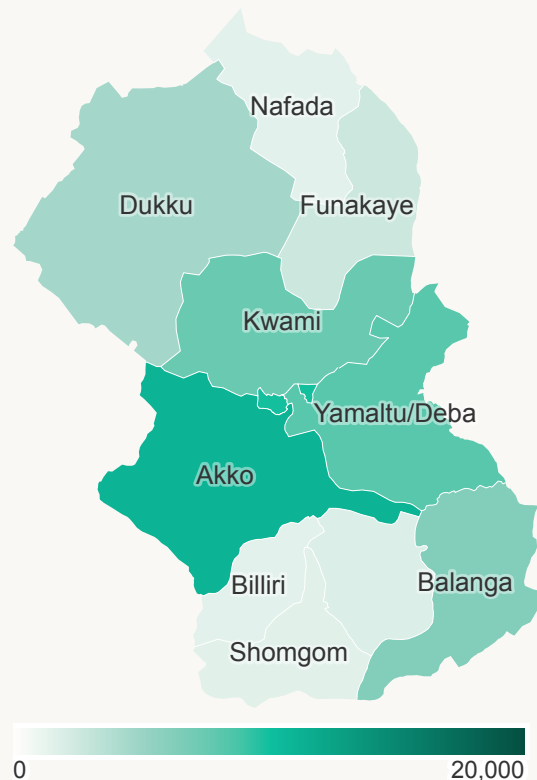 Nafada
Dukku
Funakaye
Kwami
Yamaltu/Deba
Akko
Billiri
Balanga
Shomgom
0
20,000